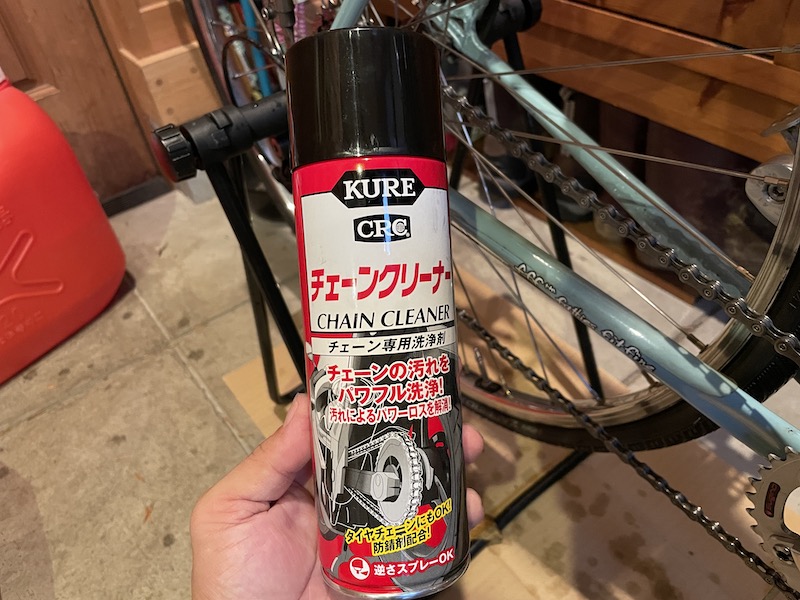 KURE
CRC
チェーンクリーナー
CHAIN CLEANER
チェーン専用洗浄剤
チェーンの汚れを
パワフル洗浄!
汚れによるパワーロスを解消!
タイヤチェーンにもOK!
防錆剤配合!
逆さスプレーOK